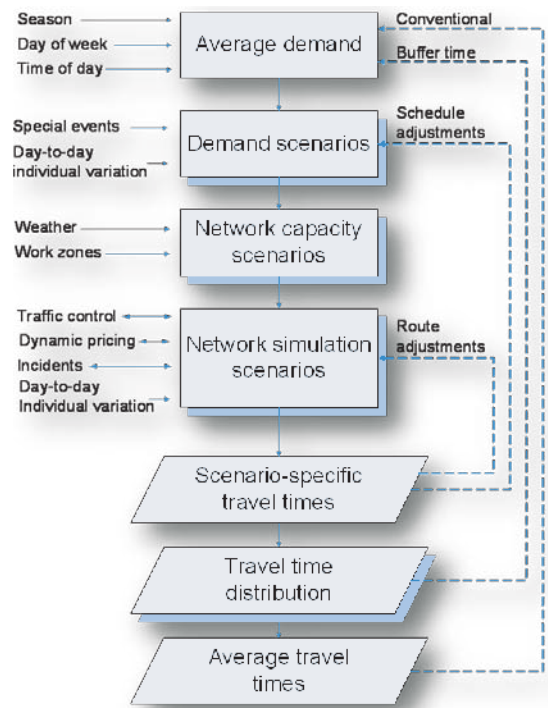 Season
Day of week
Time of day
Average demand
Conventional
Buffer time
Special events
Day-to-day
individual variation
Demand scenarios
Schedule
adjustments
Weather
Work zones
Network capacity
scenarios
Traffic control
Dynamic pricing
Incidents
Day-to-day
Individual variation
Network simulation
scenarios
Route
adjustments
Scenario-specific
travel times
Travel time
distribution
Average travel
times